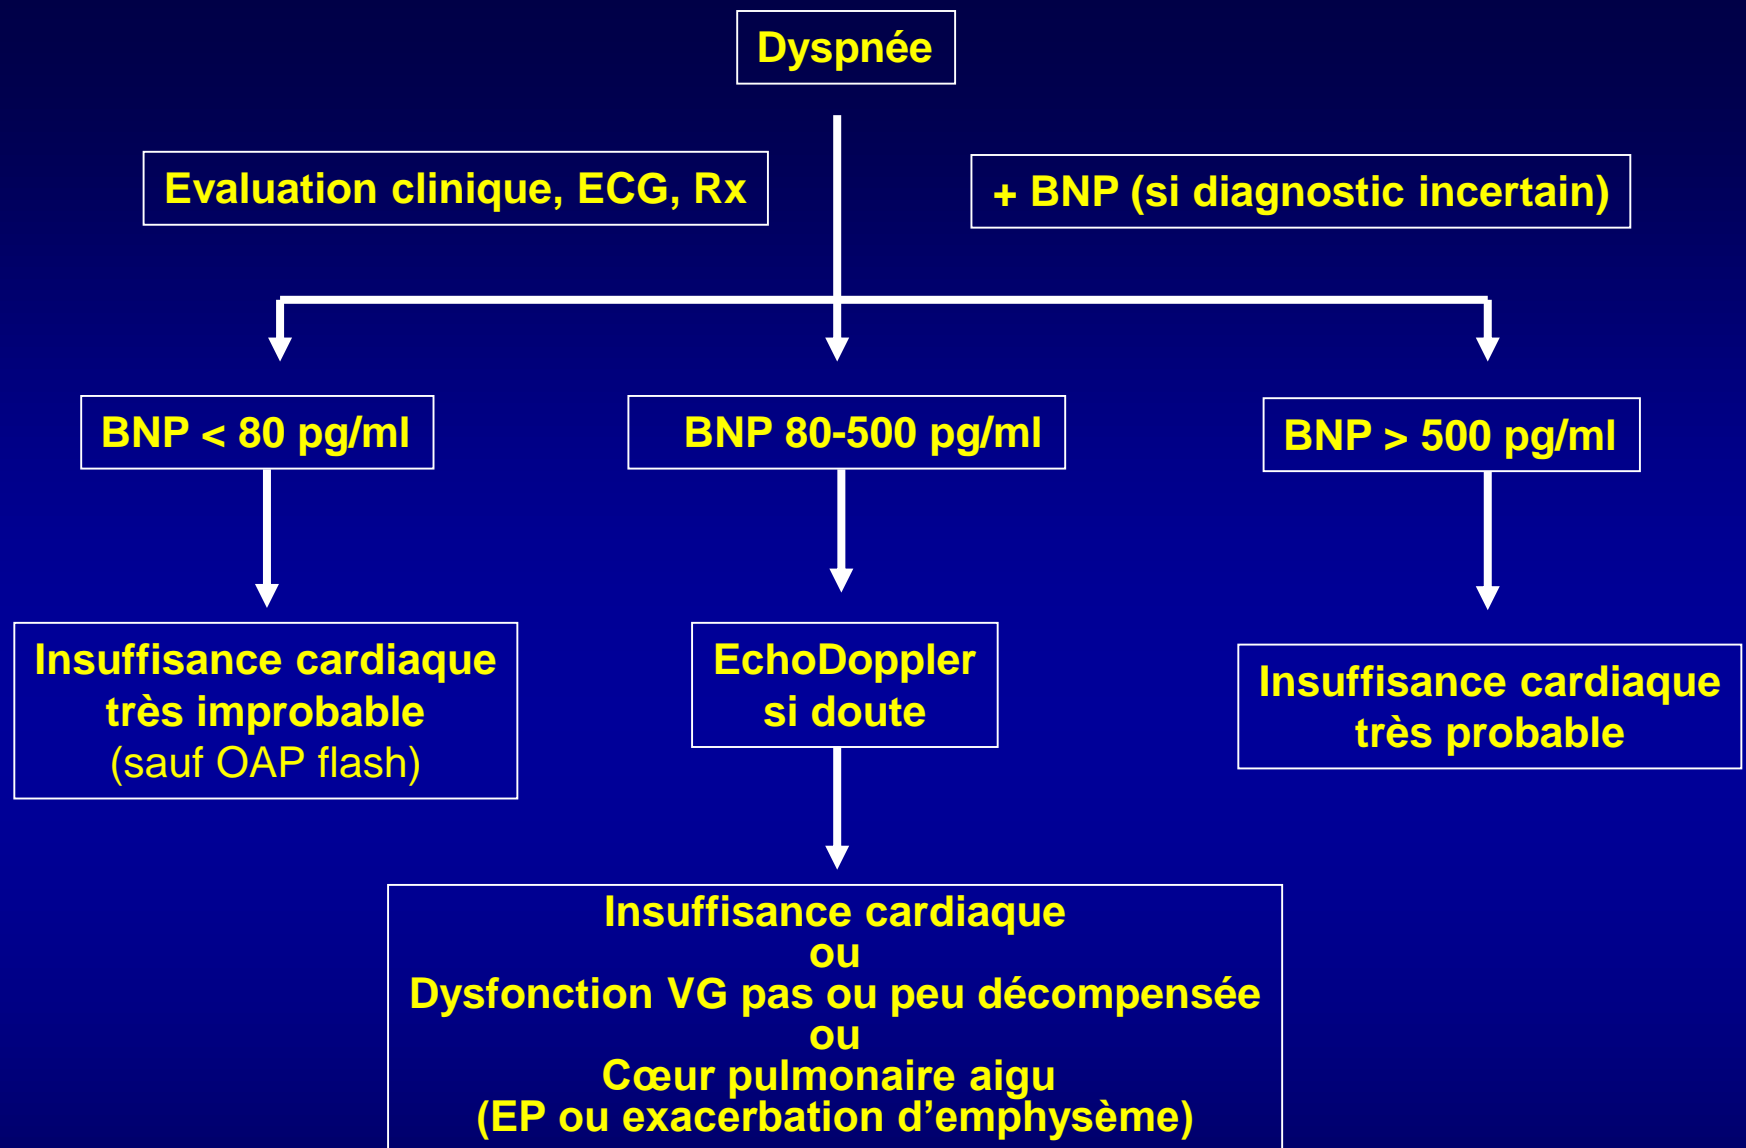 Dyspnée
Evaluation clinique, ECG, Rx
+ BNP (si diagnostic incertain)
BNP < 80 pg/ml
BNP 80-500 pg/ml
BNP > 500 pg/ml
Insuffisance cardiaque
très improbable
(sauf OAP flash)
EchoDoppler
si doute
Insuffisance cardiaque
très probable
Insuffisance cardiaque
ou
Dysfonction VG pas ou peu décompensée
ou
Cœur pulmonaire aigu
(EP ou exacerbation d’emphysème)